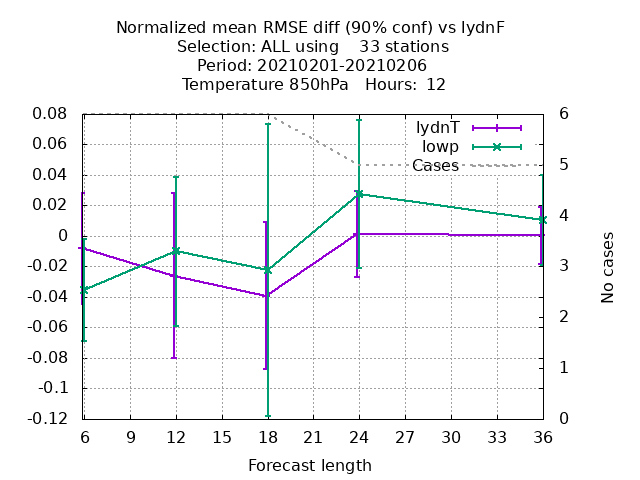 Normalized mean RMSE diff (90% conf) vs lydnF
Selection: ALL using    33 stations
Period: 20210201-20210206
Temperature 850hPa   Hours:  12
lydnT
lowp
Cases
0.08
0.06
0.04
0.02
0
-0.02
-0.04
-0.06
-0.08
-0.1
-0.12
6
5
4
3
2
1
0
No cases
6 9 12 15 18 21 24 27 30 33 36
Forecast length